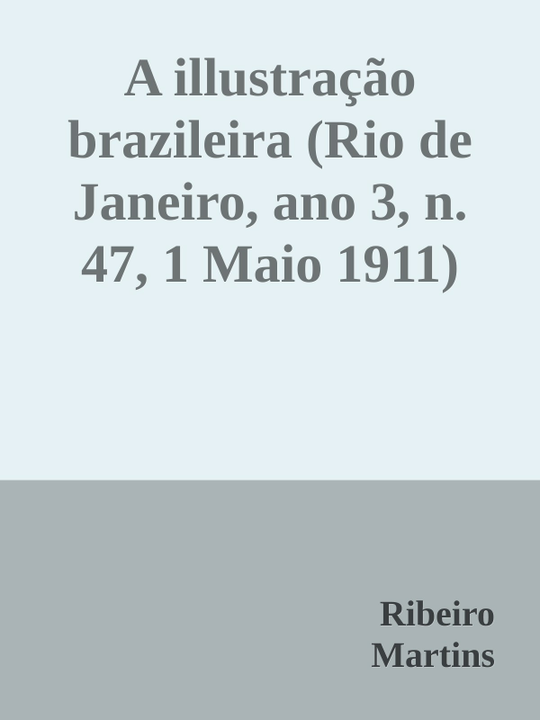 A illustração
brazileira (Rio de
Janeiro, ano 3, n.
47, 1 Maio 1911)
Ribeiro
Martins